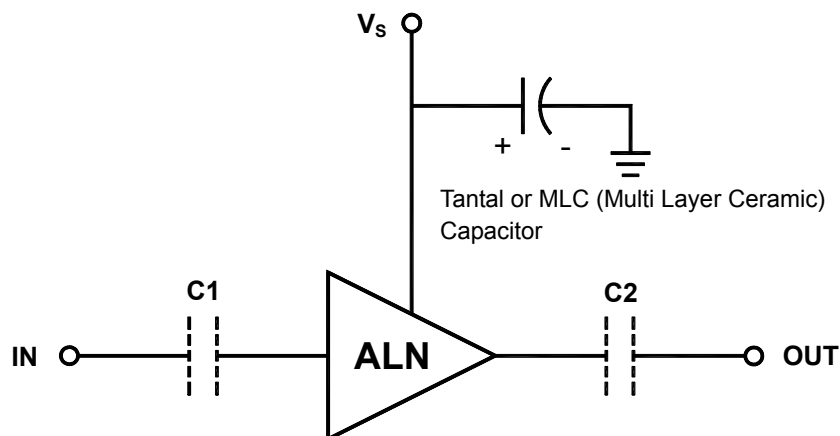 Vs
+ -
Tantal or MLC (Multi Layer Ceramic)
Capacitor
C1
C2
IN
ALN
OUT